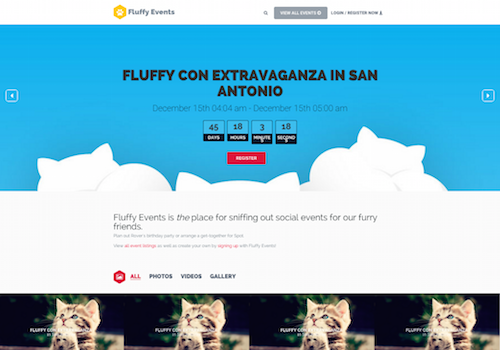 Fluffy Events
VIEW ALL EVENTS
LOGIN / REGISTER NOW
FLUFFY CON EXTRAVAGANZA IN SAN
ANTONIO
December 15th 04:04 am - December 15th 05:00 am
45 18 3 18
DAYS HOURS MINUTE SECOND
S S
REGISTER
Fluffy Events is the place for sniffing out social events for our furry
friends.
Plan out Rover's birthday party or arrange a get-together for Spot.
View all event listings as well as create your own by signing up with Fluffy Events!
ALL PHOTOS VIDEOS GALLERY
FLUFFY CON EXTRAVAGANZA FLUFFY CON EXTRAVAGANZA FLUFFY CON EXTRAVAGANZA FLUFFY CON EXTRAVAGANZA